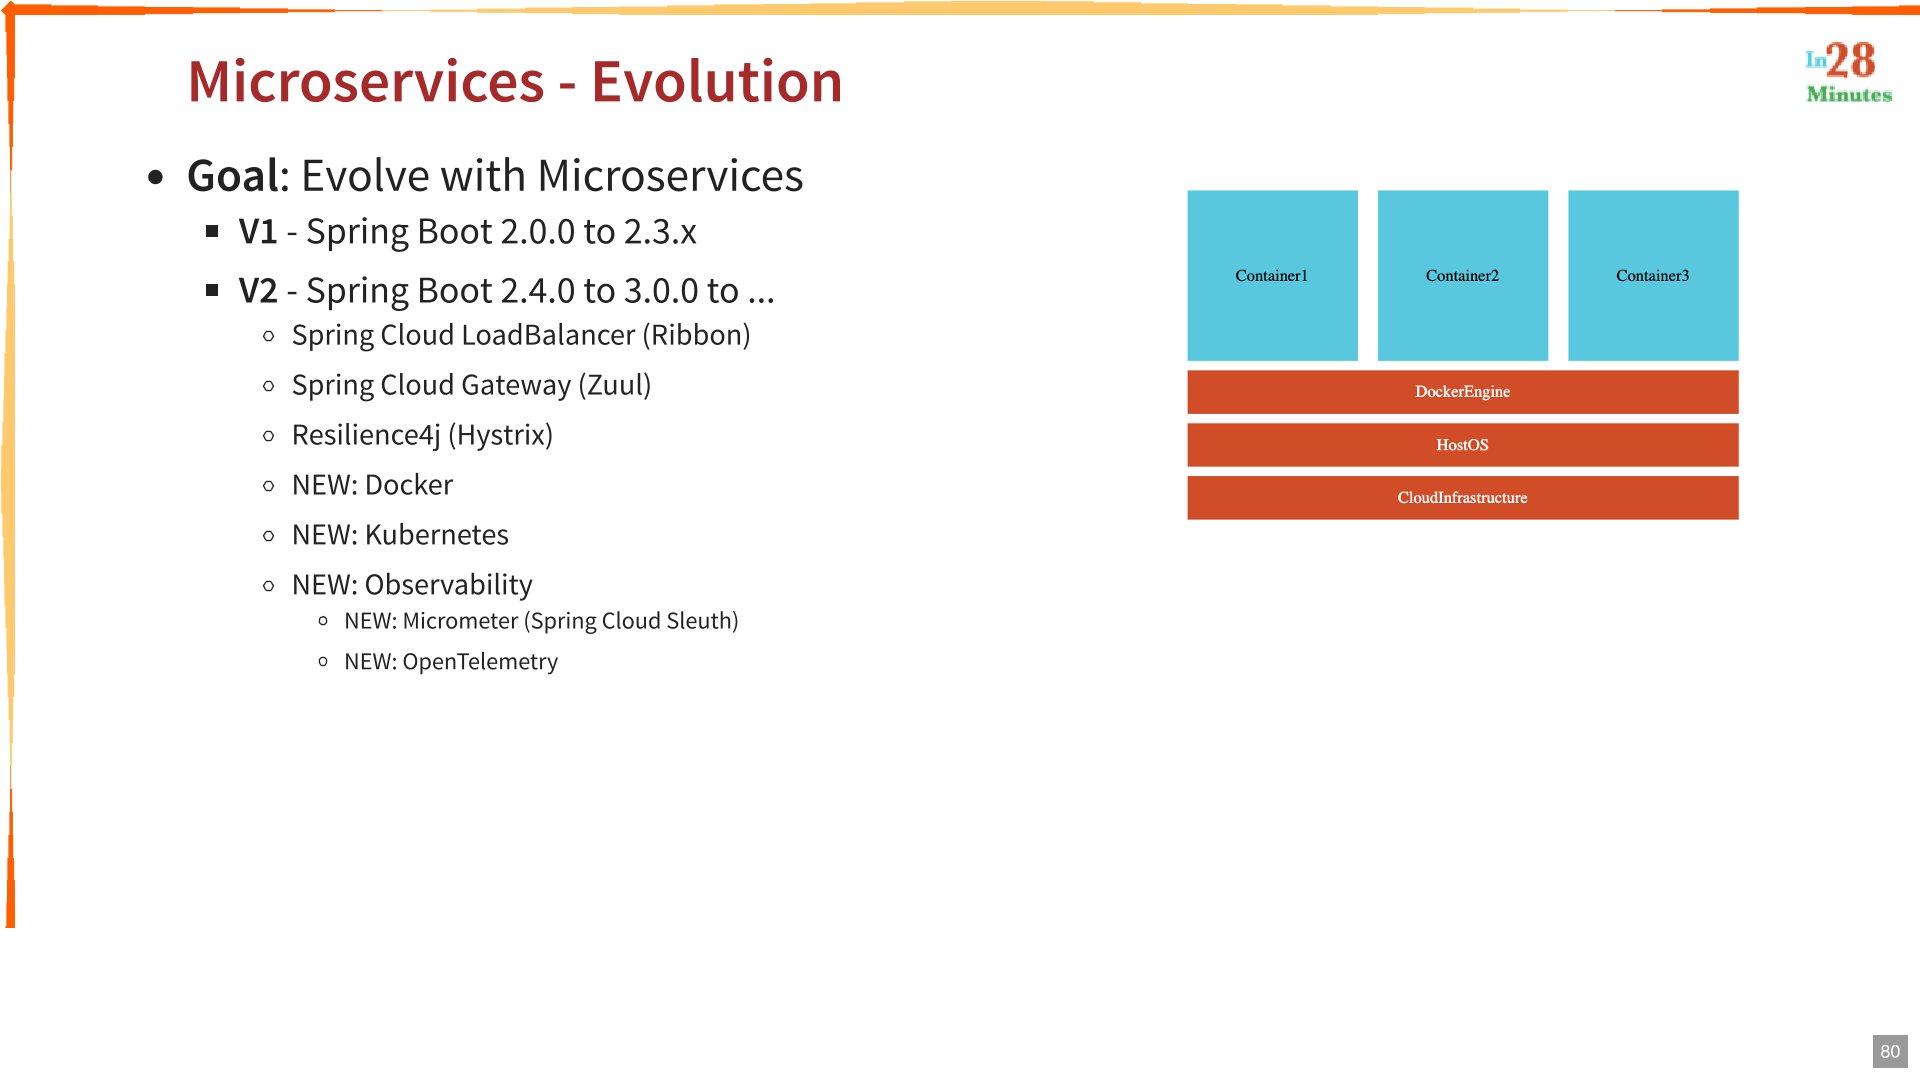 Microservices - Evolution
In28
Minutes
Goal: Evolve with Microservices
V1 - Spring Boot 2.0.0 to 2.3.x
V2 - Spring Boot 2.4.0 to 3.0.0 to ...
Spring Cloud LoadBalancer (Ribbon)
Spring Cloud Gateway (Zuul)
Resilience4j (Hystrix)
NEW: Docker
NEW: Kubernetes
NEW: Observability
NEW: Micrometer (Spring Cloud Sleuth)
NEW: OpenTelemetry
Container1 Container2 Container3
DockerEngine
HostOS
CloudInfrastructure
80